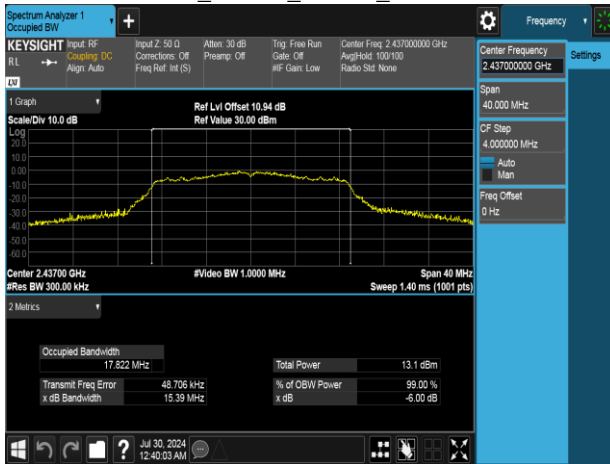 Spectrum Analyzer 1
Occupied BW
+
Frequency
KEYSIGHT
RL
LXI
Input: RF
Coupling: DC
Align: Auto
Input Z: 50 Ω
Corrections: Off
Freq Ref: Int (S)
Atten: 30 dB
Preamp: Off
Trig: Free Run
Gate: Off
#IF Gain: Low
Center Freq: 2.437000000 GHz
Avg|Hold: 100/100
Radio Std: None
Center Frequency
2.437000000 GHz
Settings
Span
40.000 MHz
CF Step
4.000000 MHz
Auto
Man
Freq Offset
0 Hz
1 Graph
Scale/Div 10.0 dB
Ref Lvl Offset 10.94 dB
Ref Value 30.00 dBm
Log
20.0
10.0
0.00
-10.0
-20.0
-30.0
-40.0
-50.0
-60.0
Center 2.43700 GHz
#Video BW 1.0000 MHz
Span 40 MHz
#Res BW 300.00 kHz
Sweep 1.40 ms (1001 pts)
2 Metrics
Occupied Bandwidth
17.822 MHz
Total Power 13.1 dBm
Transmit Freq Error 48.706 kHz
% of OBW Power 99.00 %
x dB Bandwidth 15.39 MHz
x dB -6.00 dB
?
Jul 30, 2024
12:40:03 AM